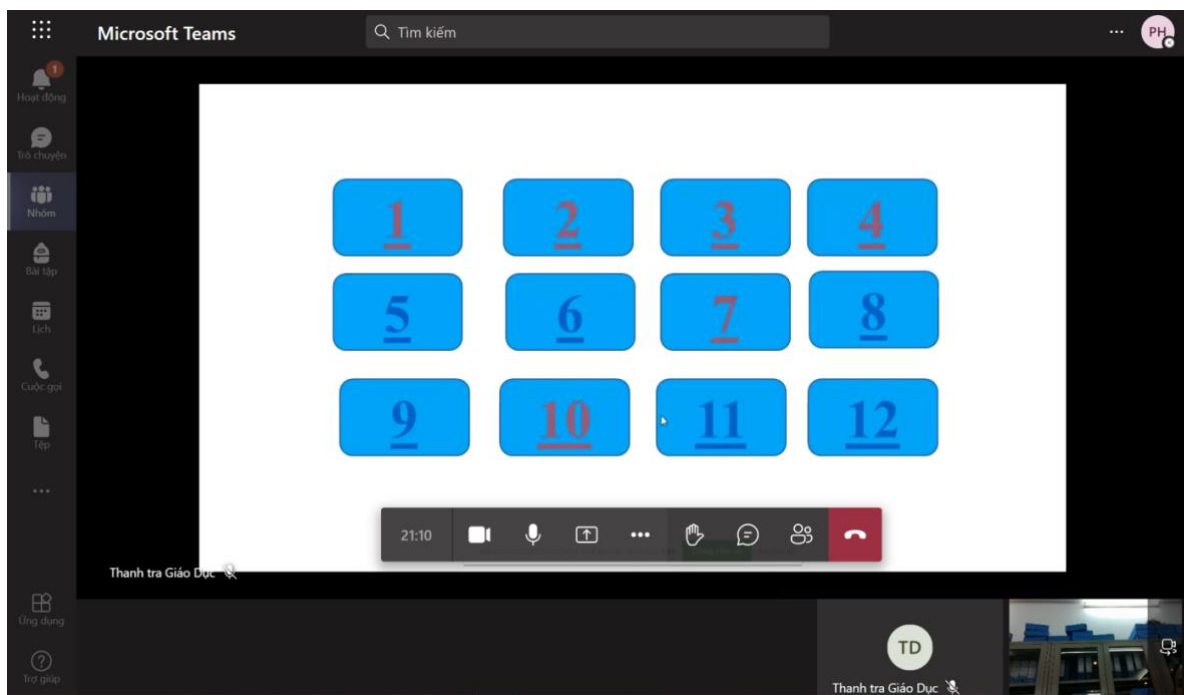 Microsoft Teams
Tìm kiếm
PH
1
Hoạt động
Trò chuyện
Nhóm
Bài tập
Lịch
Cuộc gọi
Tệp
1 2 3 4
5 6 7 8
9 10 11 12
21:10
Thanh tra Giáo Dục
Ứng dụng
Trợ giúp
TD
Thanh tra Giáo Dục